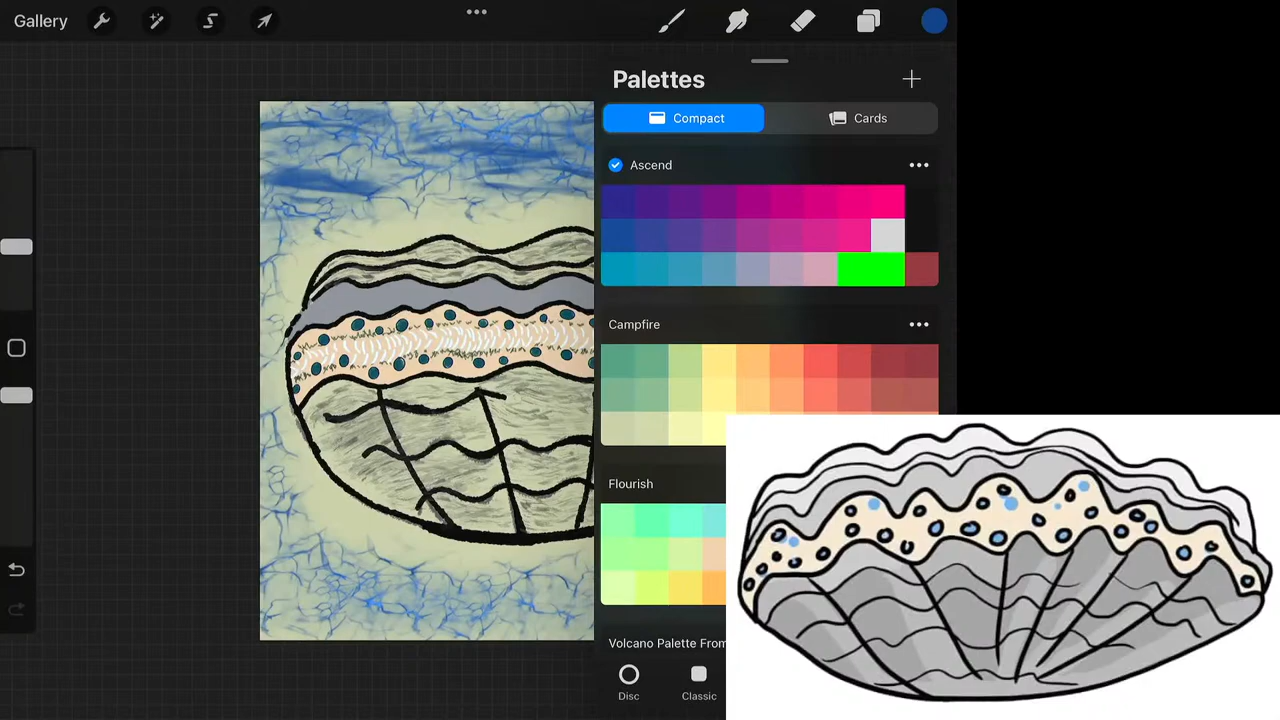 Gallery
Palettes
Compact
Cards
Ascend
Campfire
Flourish
Volcano Palette From
Disc
Classic